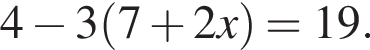 4 − 3(7 + 2x) = 19.